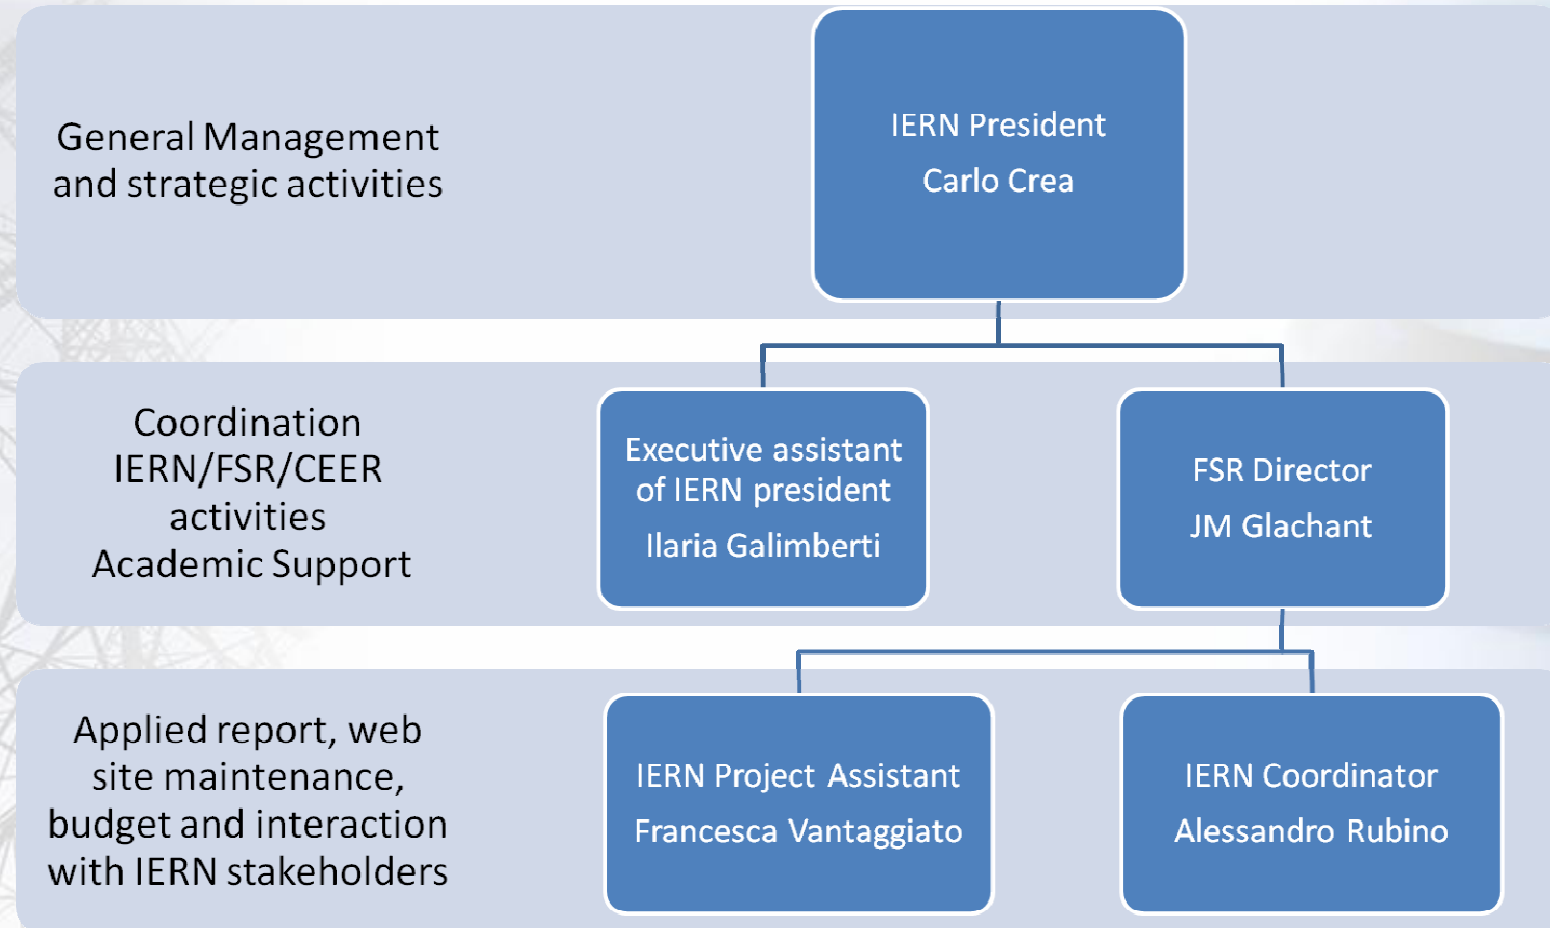 General Management
and strategic activities
IERN President
Carlo Crea
Coordination
IERN/FSR/CEER
activities
Academic Support
Executive assistant
of IERN president
Ilaria Galimberti
FSR Director
JM Glachant
Applied report, web
site maintenance,
budget and interaction
with IERN stakeholders
IERN Project Assistant
Francesca Vantaggiato
IERN Coordinator
Alessandro Rubino